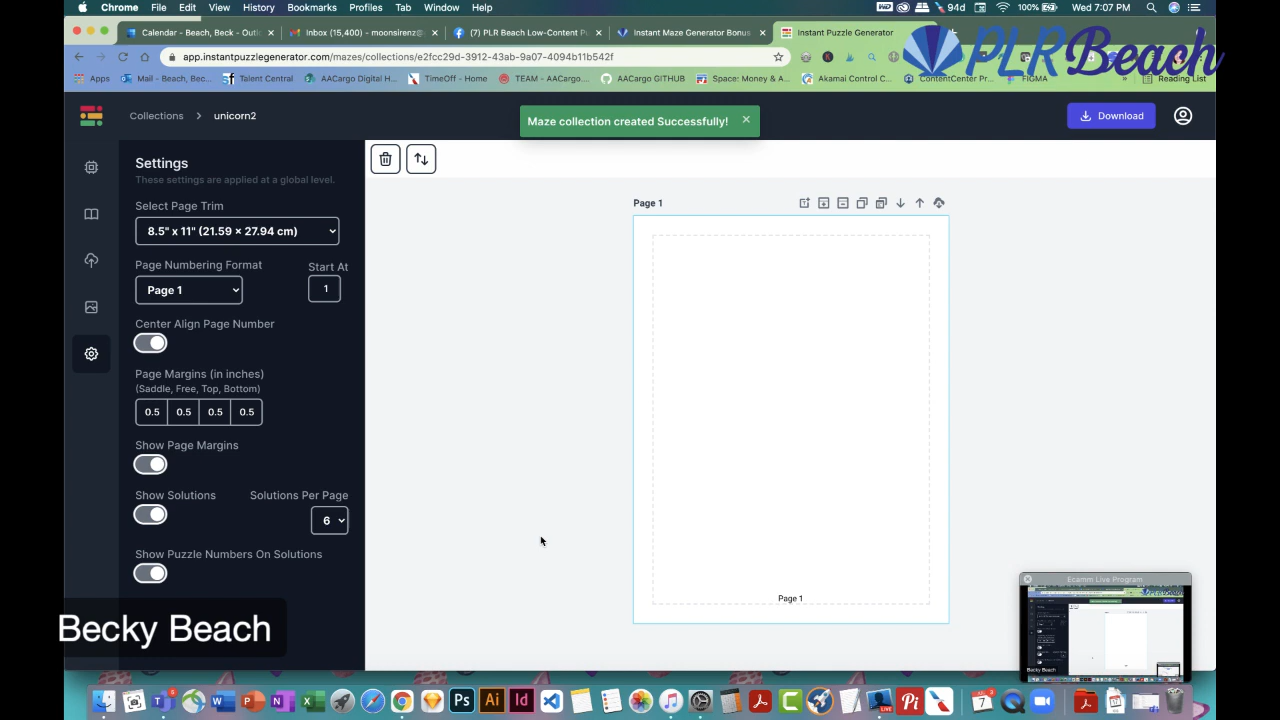 Chrome File Edit View History Bookmarks Profiles Tab Window Help 94d 100% Wed 7:07 PM
Calendar - Beach, Beck - Outl Inbox (15,400) - moonsirenz@ (7) PLR Beach Low-Content Pu Instant Maze Generator Bonus Instant Puzzle Generator
app.instantpuzzlegenerator.com/mazes/collections/e2fcc29d-3912-43ab-9a07-4094b11b542f
PLRBeach
Apps Mail - Beach, Bec... Talent Central AACargo Digital H... TimeOff - Home TEAM - AACargo.... AACargo GITHUB Space: Money & A... Akamai Control C... ContentCenter Pr... FIGMA » Reading List
Collections > unicorn2
Maze collection created Successfully! ×
Download
Settings
These settings are applied at a global level.
Select Page Trim
8.5" x 11" (21.59 × 27.94 cm)
Page 1
Page Numbering Format Start At
Page 1 1
Center Align Page Number
Page Margins (in inches)
(Saddle, Free, Top, Bottom)
0.5 0.5 0.5 0.5
Show Page Margins
Show Solutions Solutions Per Page
6
Show Puzzle Numbers On Solutions
Page 1
Ecamm Live Program
Becky Beach